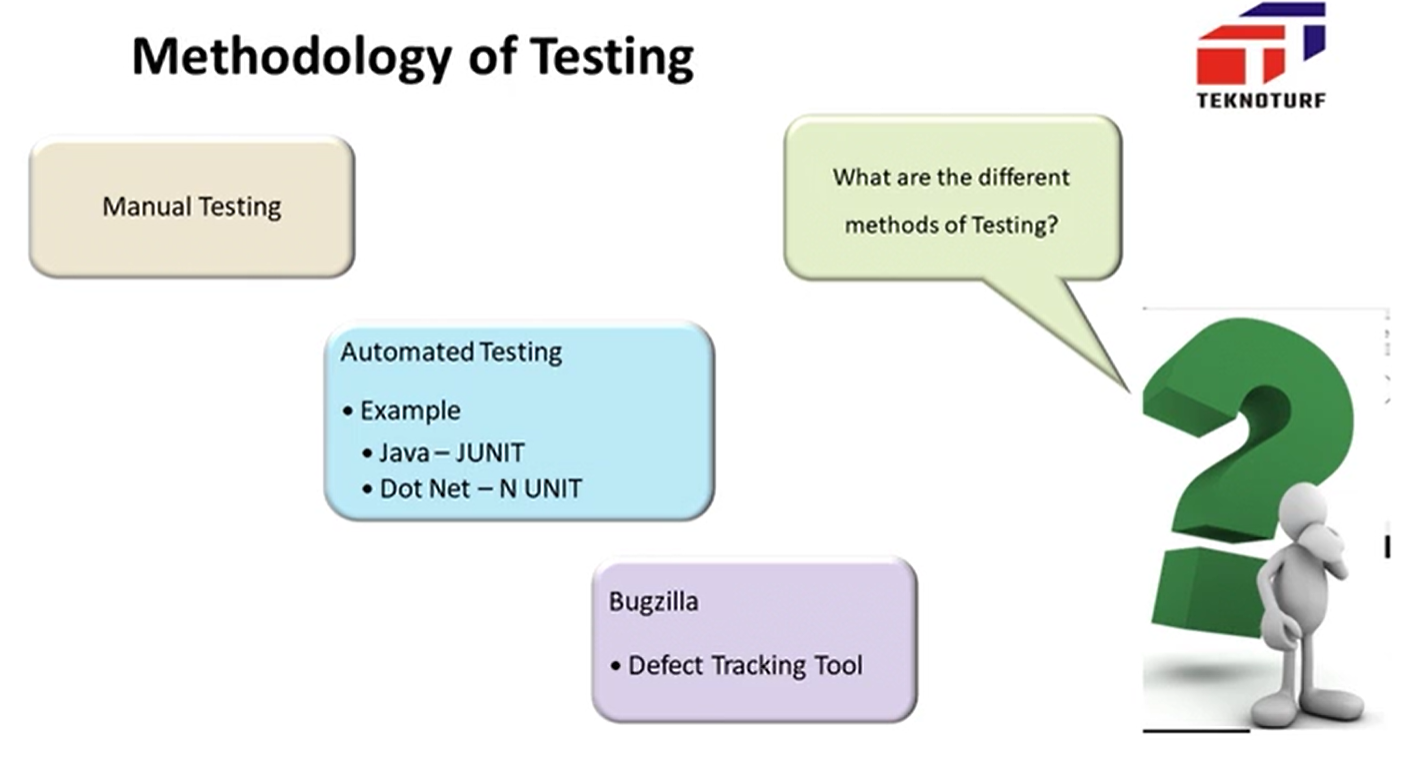 Methodology of Testing
TEKNOTURF
Manual Testing
What are the different
methods of Testing?
Automated Testing
• Example
• Java – JUNIT
• Dot Net – N UNIT
Bugzilla
• Defect Tracking Tool